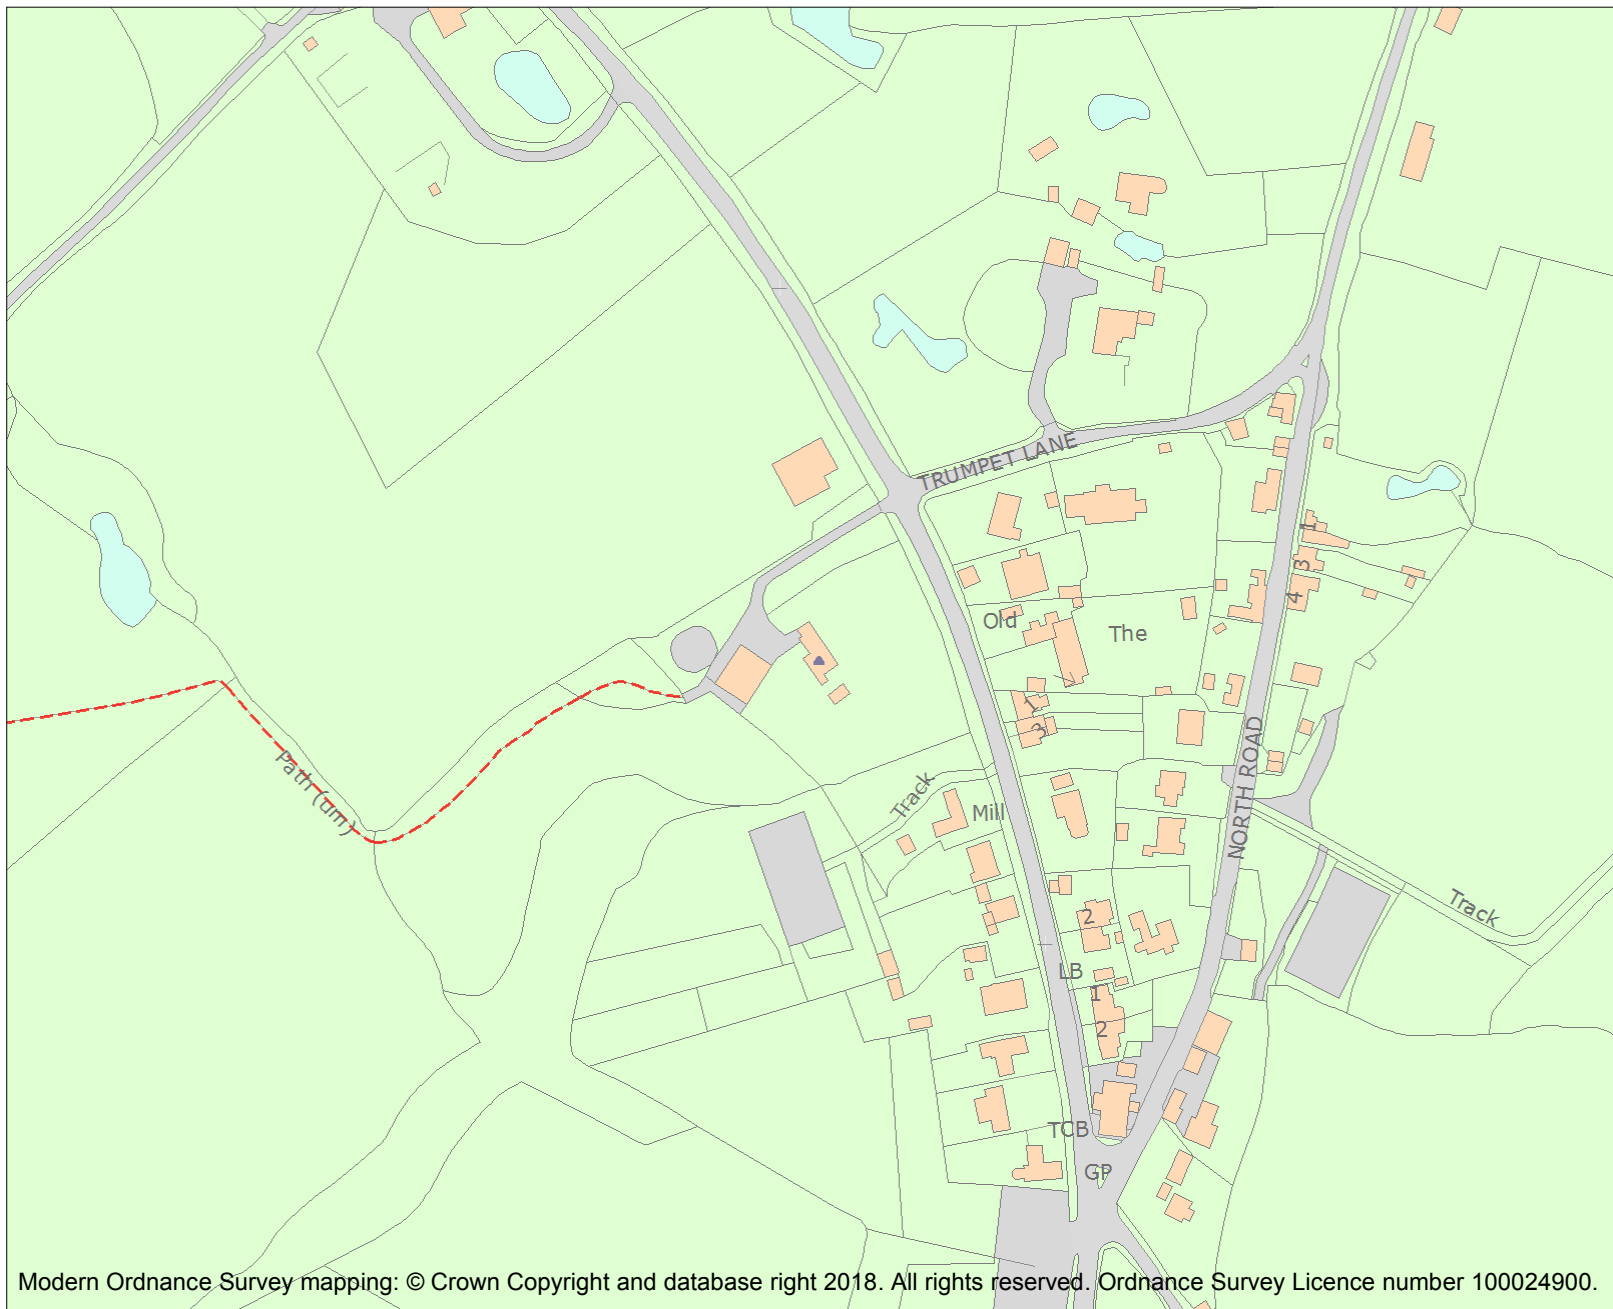 TRUMPET LANE
1
3
4
Old
The
1
3
Path (um)
NORTH ROAD
Track
Mill
Track
2
LB
1
2
TCB
GP
Modern Ordnance Survey mapping: © Crown Copyright and database right 2018. All rights reserved. Ordnance Survey Licence number 100024900.